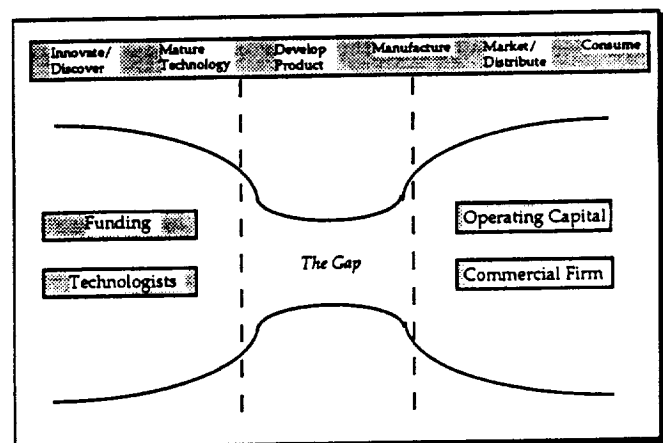 Innovate/
Discover
Mature
Technology
Develop
Product
Manufacture
Market/
Distribute
Consume
Funding
Operating Capital
The Gap
Technologists
Commercial Firm